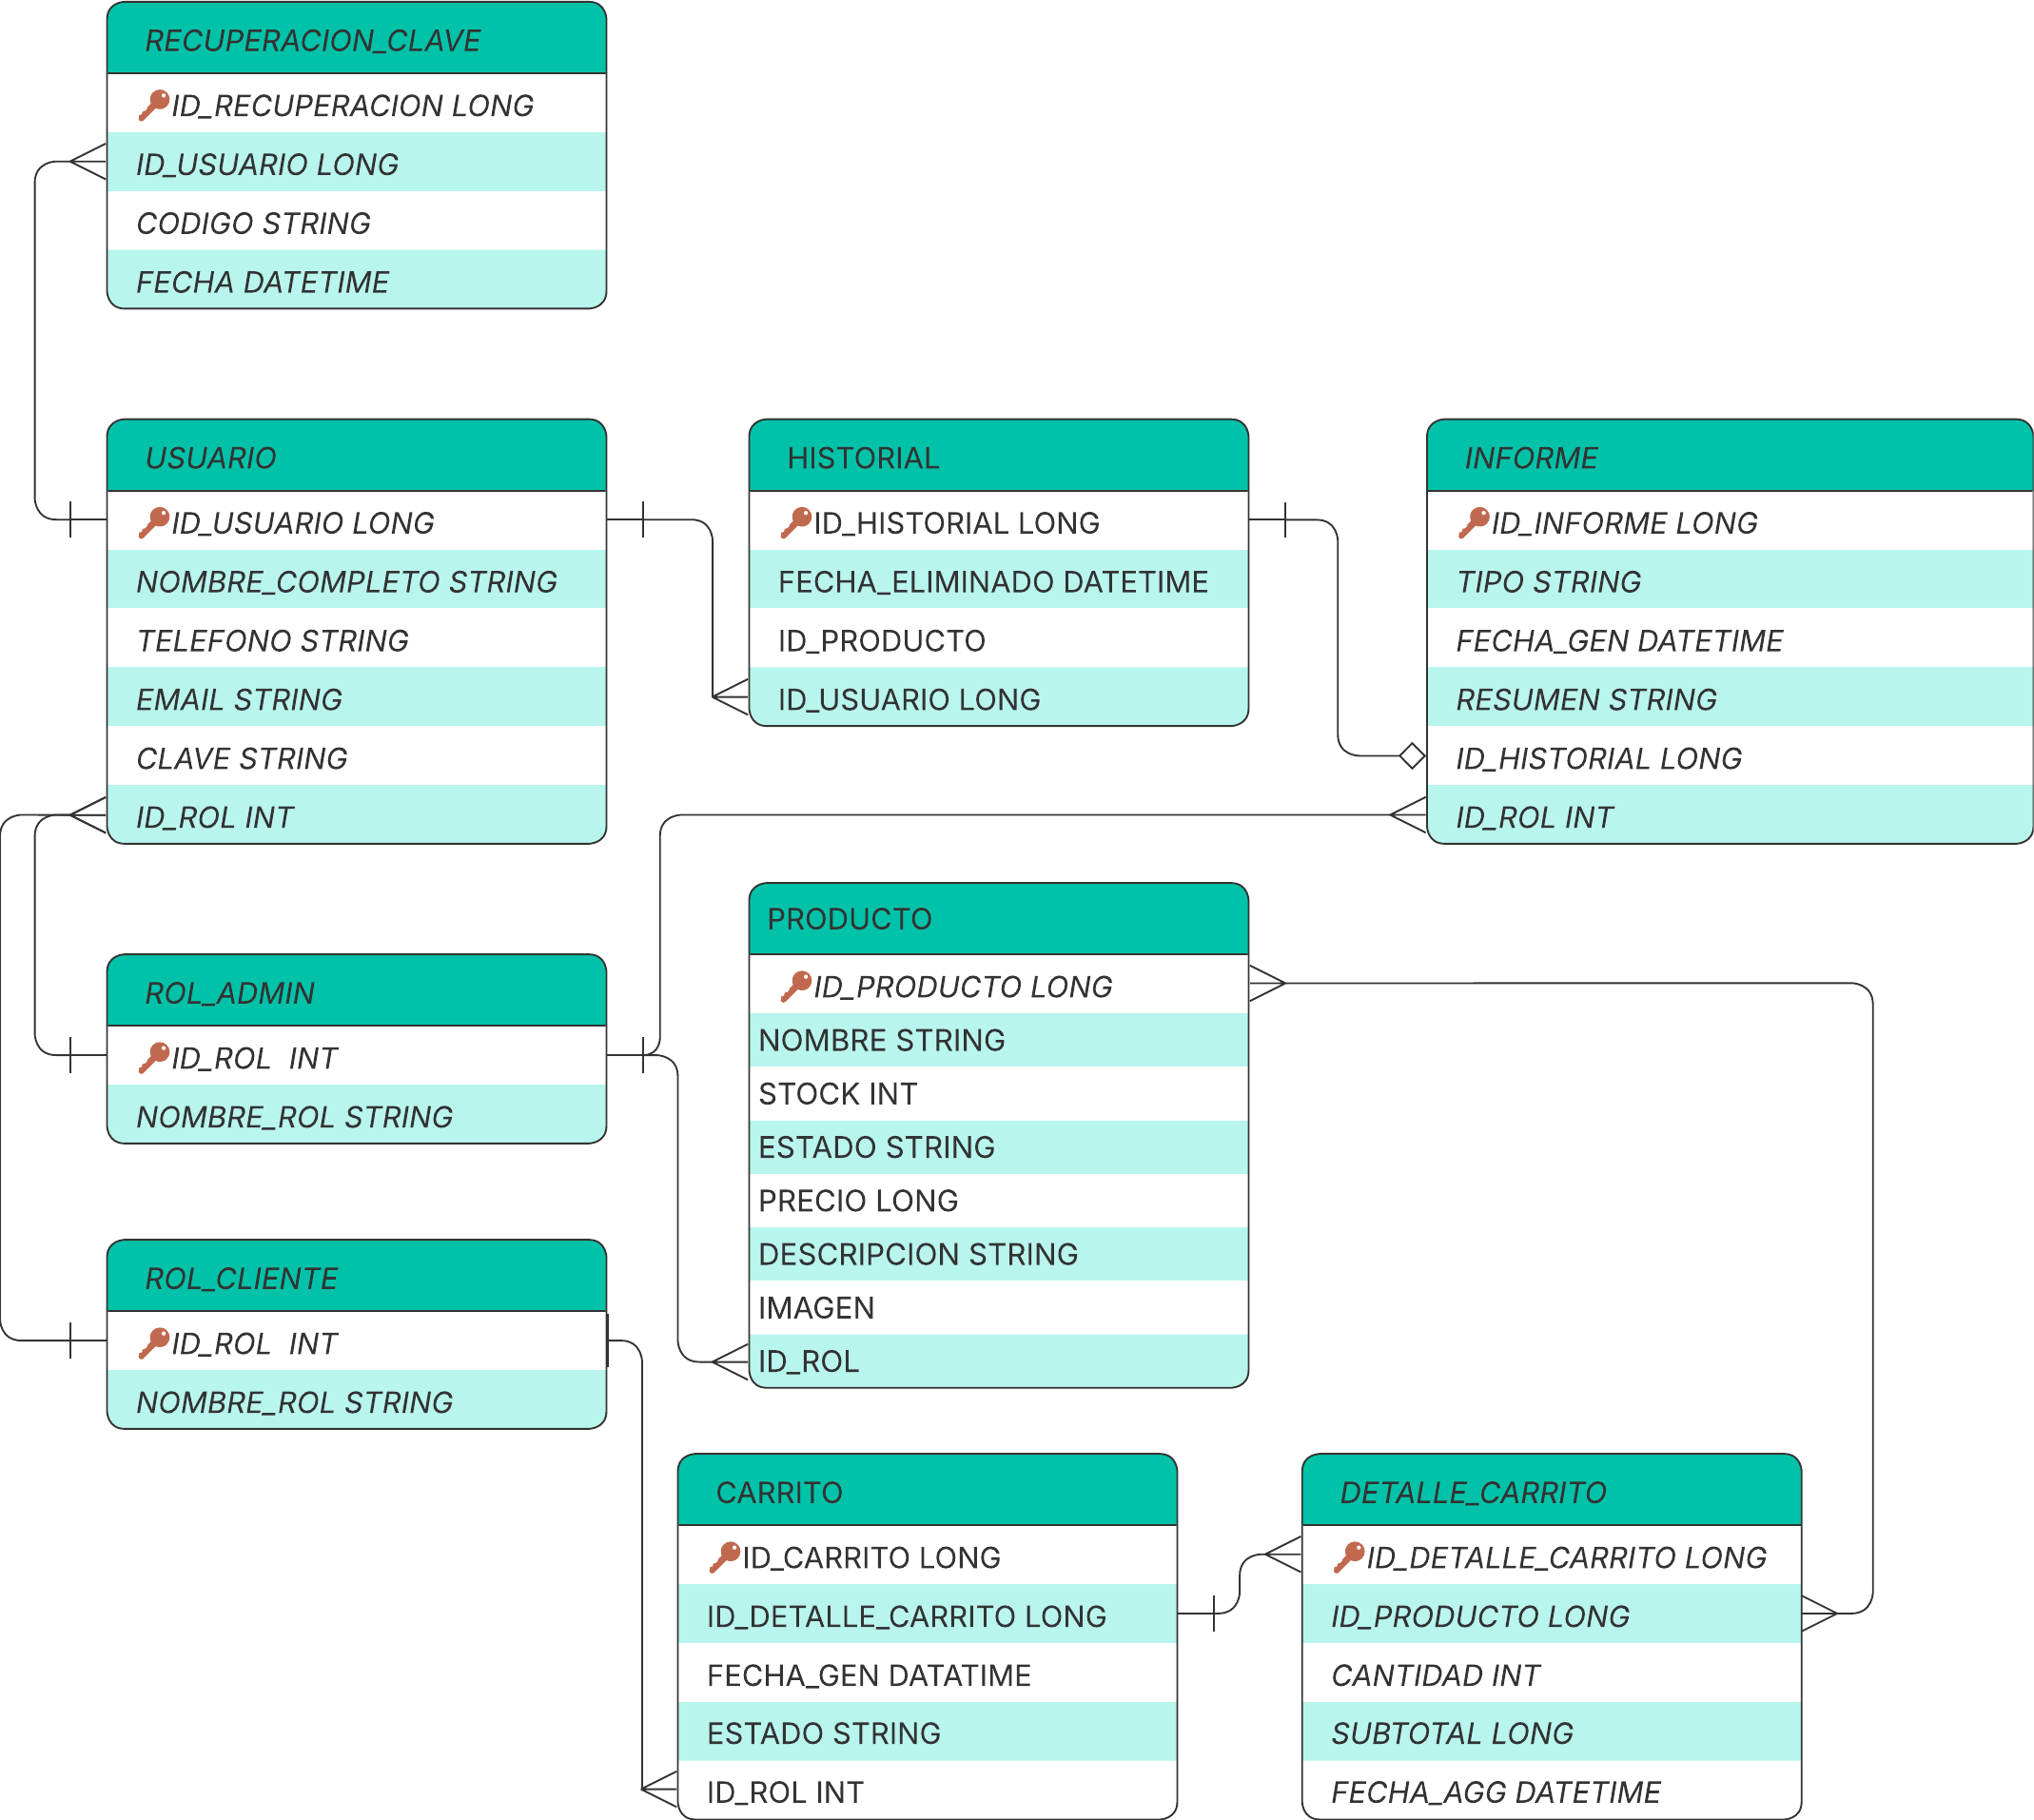 RECUPERACION_CLAVE
ID_RECUPERACION LONG
ID_USUARIO LONG
CODIGO STRING
FECHA DATETIME
USUARIO
ID_USUARIO LONG
NOMBRE_COMPLETO STRING
TELEFONO STRING
EMAIL STRING
CLAVE STRING
ID_ROL INT
HISTORIAL
ID_HISTORIAL LONG
FECHA_ELIMINADO DATETIME
ID_PRODUCTO
ID_USUARIO LONG
INFORME
ID_INFORME LONG
TIPO STRING
FECHA_GEN DATETIME
RESUMEN STRING
ID_HISTORIAL LONG
ID_ROL INT
ROL_ADMIN
ID_ROL INT
NOMBRE_ROL STRING
PRODUCTO
ID_PRODUCTO LONG
NOMBRE STRING
STOCK INT
ESTADO STRING
PRECIO LONG
DESCRIPCION STRING
IMAGEN
ID_ROL
ROL_CLIENTE
ID_ROL INT
NOMBRE_ROL STRING
CARRITO
ID_CARRITO LONG
ID_DETALLE_CARRITO LONG
FECHA_GEN DATATIME
ESTADO STRING
ID_ROL INT
DETALLE_CARRITO
ID_DETALLE_CARRITO LONG
ID_PRODUCTO LONG
CANTIDAD INT
SUBTOTAL LONG
FECHA_AGG DATETIME